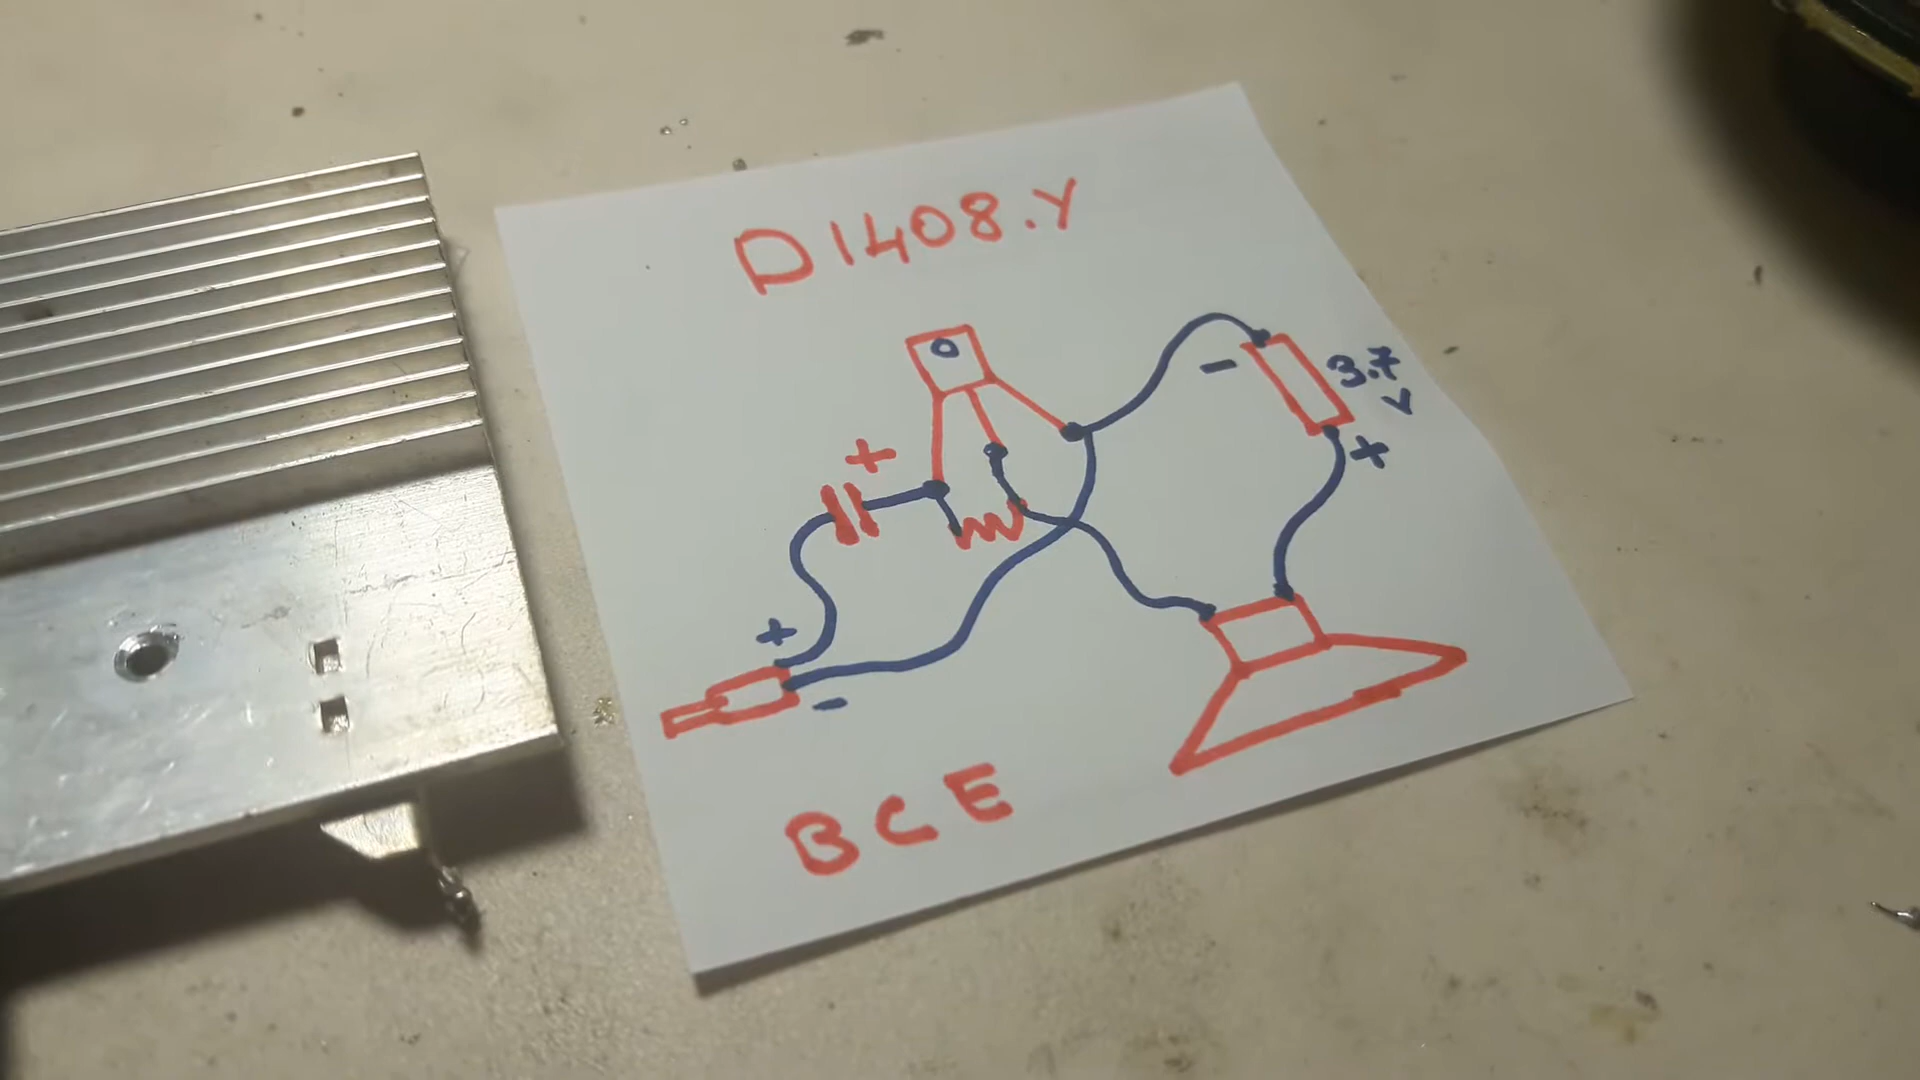 D1408.Y
-
3.7
V
+
+
+
-
BCE